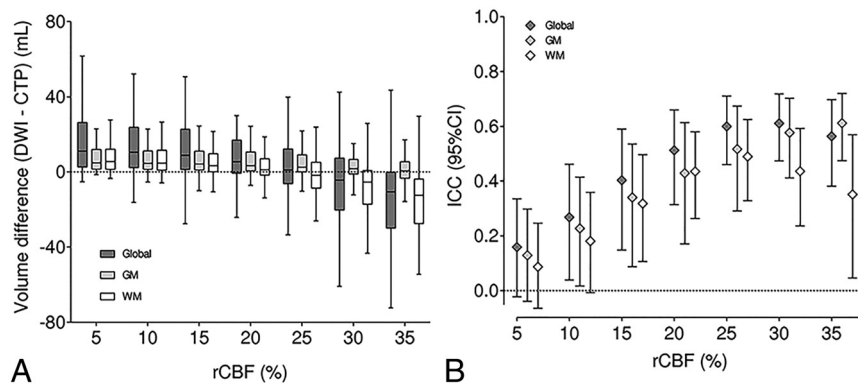 A
Volume difference (DWI - CTP) (mL)
80
40
0
-40
-80
Global
GM
WM
5 10 15 20 25 30 35
rCBF (%)
B
ICC (95%CI)
1.0
0.8
0.6
0.4
0.2
0.0
Global
GM
WM
5 10 15 20 25 30 35
rCBF (%)